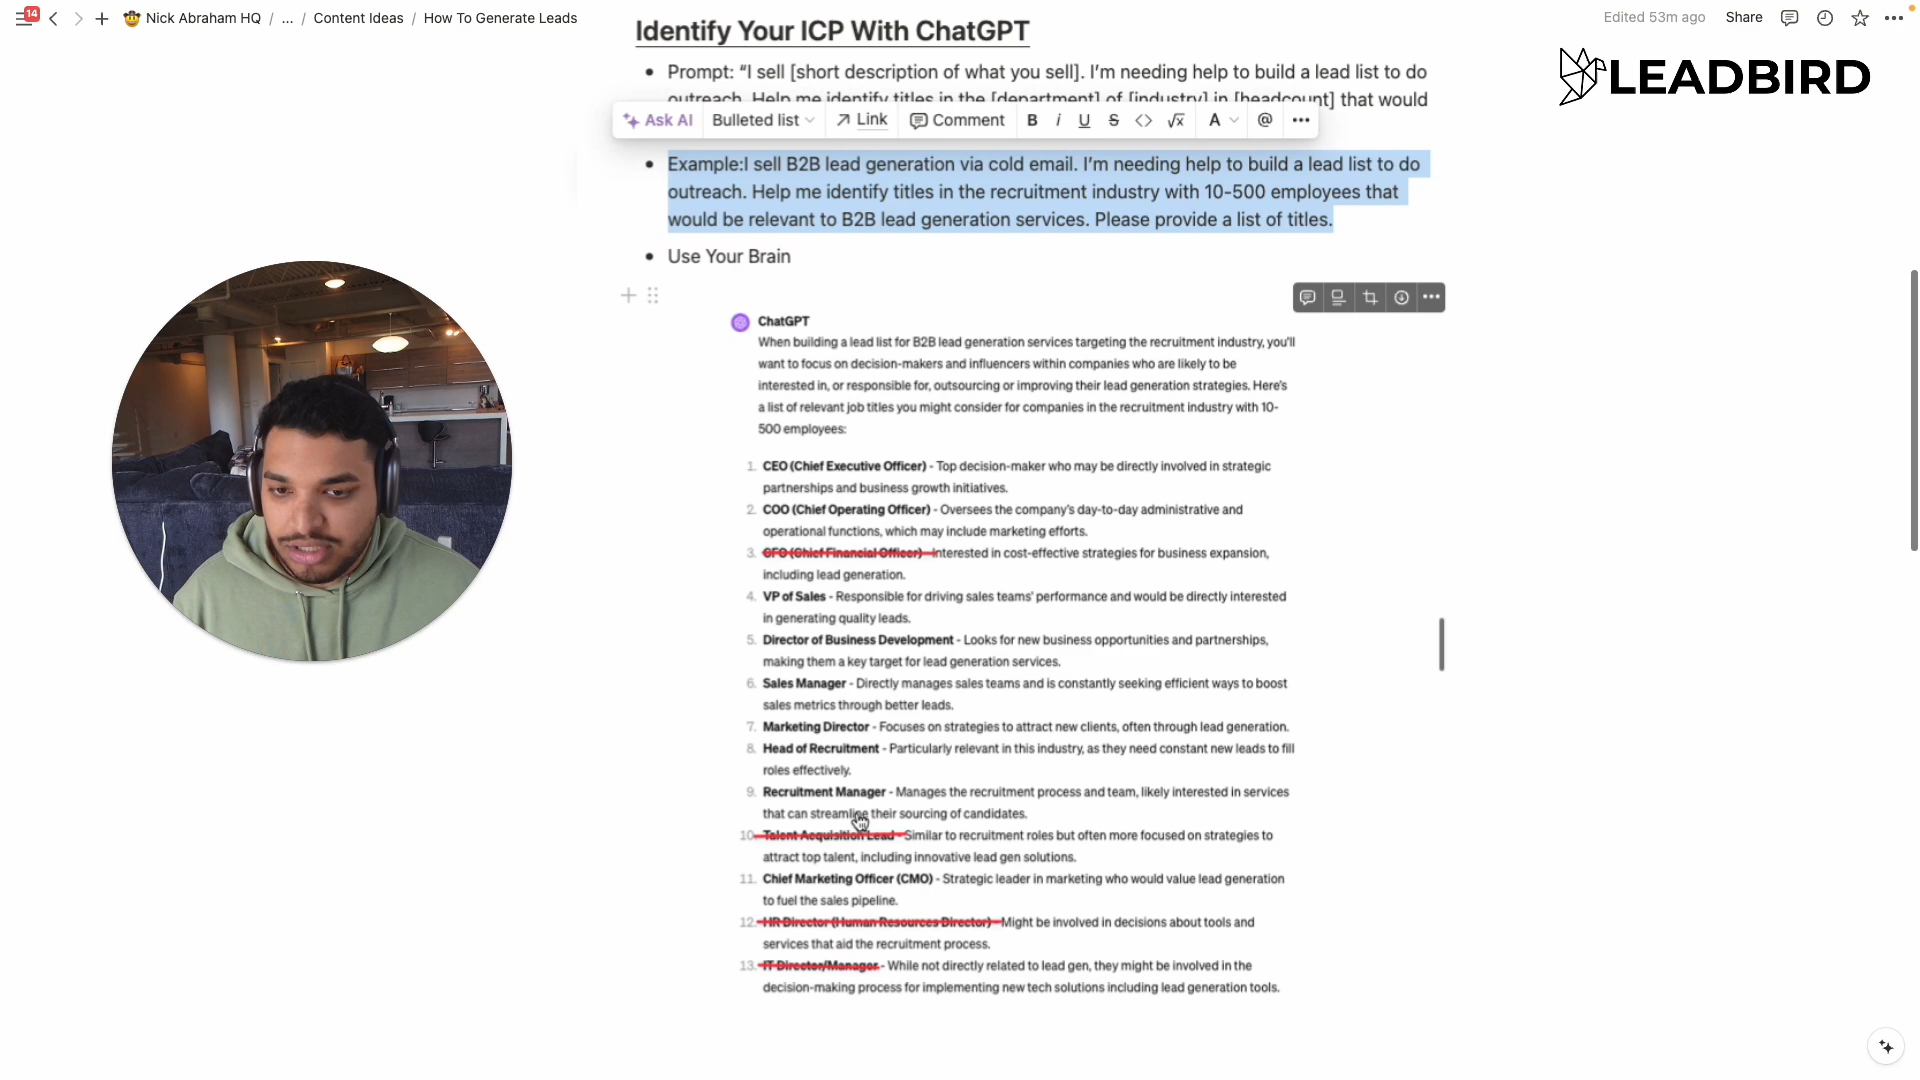 14
Nick Abraham HQ / ... / Content Ideas / How To Generate Leads
Edited 53m ago Share
LEADBIRD
Identify Your ICP With ChatGPT
Prompt: “I sell [short description of what you sell]. I’m needing help to build a lead list to do
outreach. Help me identify titles in the [department] of [industry] in [headcount] that would
Ask AI Bulleted list Link Comment B i U S <> √x A @ •••
Example:I sell B2B lead generation via cold email. I’m needing help to build a lead list to do
outreach. Help me identify titles in the recruitment industry with 10-500 employees that
would be relevant to B2B lead generation services. Please provide a list of titles.
Use Your Brain
ChatGPT
When building a lead list for B2B lead generation services targeting the recruitment industry, you'll
want to focus on decision-makers and influencers within companies who are likely to be
interested in, or responsible for, outsourcing or improving their lead generation strategies. Here's
a list of relevant job titles you might consider for companies in the recruitment industry with 10-
500 employees:
1. CEO (Chief Executive Officer) - Top decision-maker who may be directly involved in strategic
partnerships and business growth initiatives.
2. COO (Chief Operating Officer) - Oversees the company's day-to-day administrative and
operational functions, which may include marketing efforts.
3. CFO (Chief Financial Officer) - Interested in cost-effective strategies for business expansion,
including lead generation.
4. VP of Sales - Responsible for driving sales teams' performance and would be directly interested
in generating quality leads.
5. Director of Business Development - Looks for new business opportunities and partnerships,
making them a key target for lead generation services.
6. Sales Manager - Directly manages sales teams and is constantly seeking efficient ways to boost
sales metrics through better leads.
7. Marketing Director - Focuses on strategies to attract new clients, often through lead generation.
8. Head of Recruitment - Particularly relevant in this industry, as they need constant new leads to fill
roles effectively.
9. Recruitment Manager - Manages the recruitment process and team, likely interested in services
that can streamline their sourcing of candidates.
10. Talent Acquisition Lead - Similar to recruitment roles but often more focused on strategies to
attract top talent, including innovative lead gen solutions.
11. Chief Marketing Officer (CMO) - Strategic leader in marketing who would value lead generation
to fuel the sales pipeline.
12. HR Director (Human Resources Director) - Might be involved in decisions about tools and
services that aid the recruitment process.
13. IT Director/Manager - While not directly related to lead gen, they might be involved in the
decision-making process for implementing new tech solutions including lead generation tools.